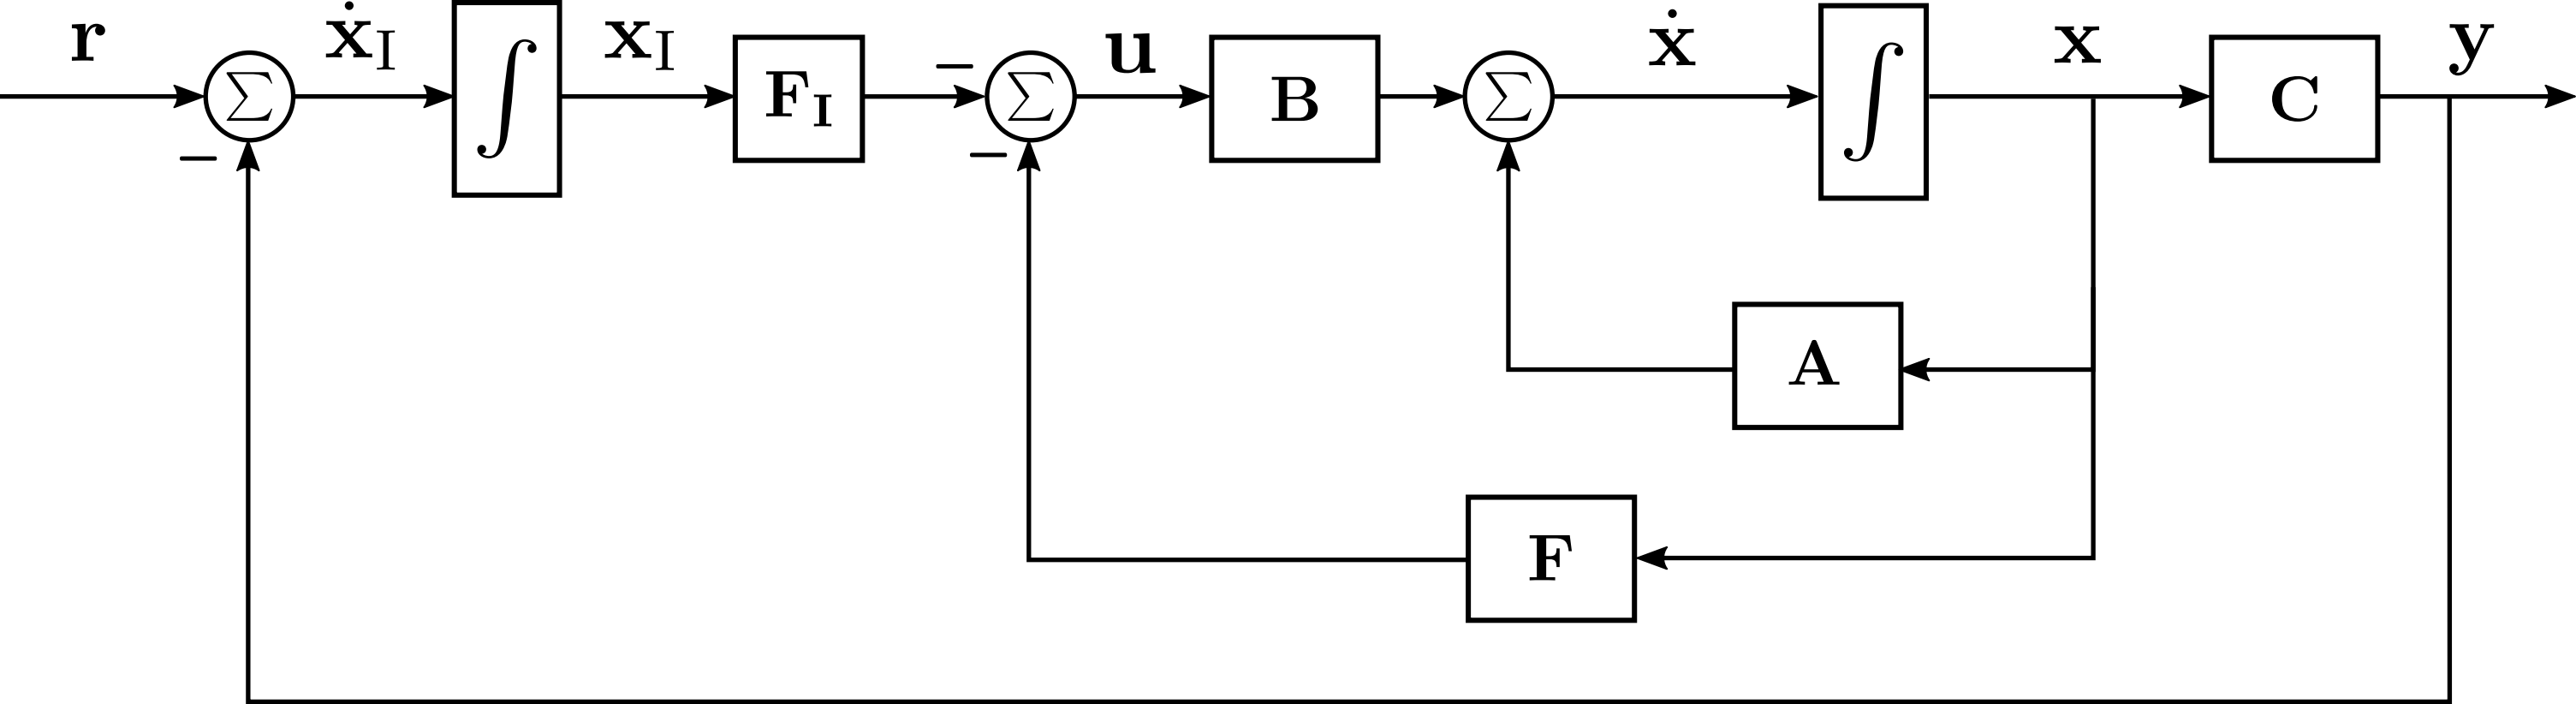 r
∑
ẋ_I
∫
x_I
F_I
−
∑
u
B
∑
ẋ
∫
x
C
y
−
−
A
F